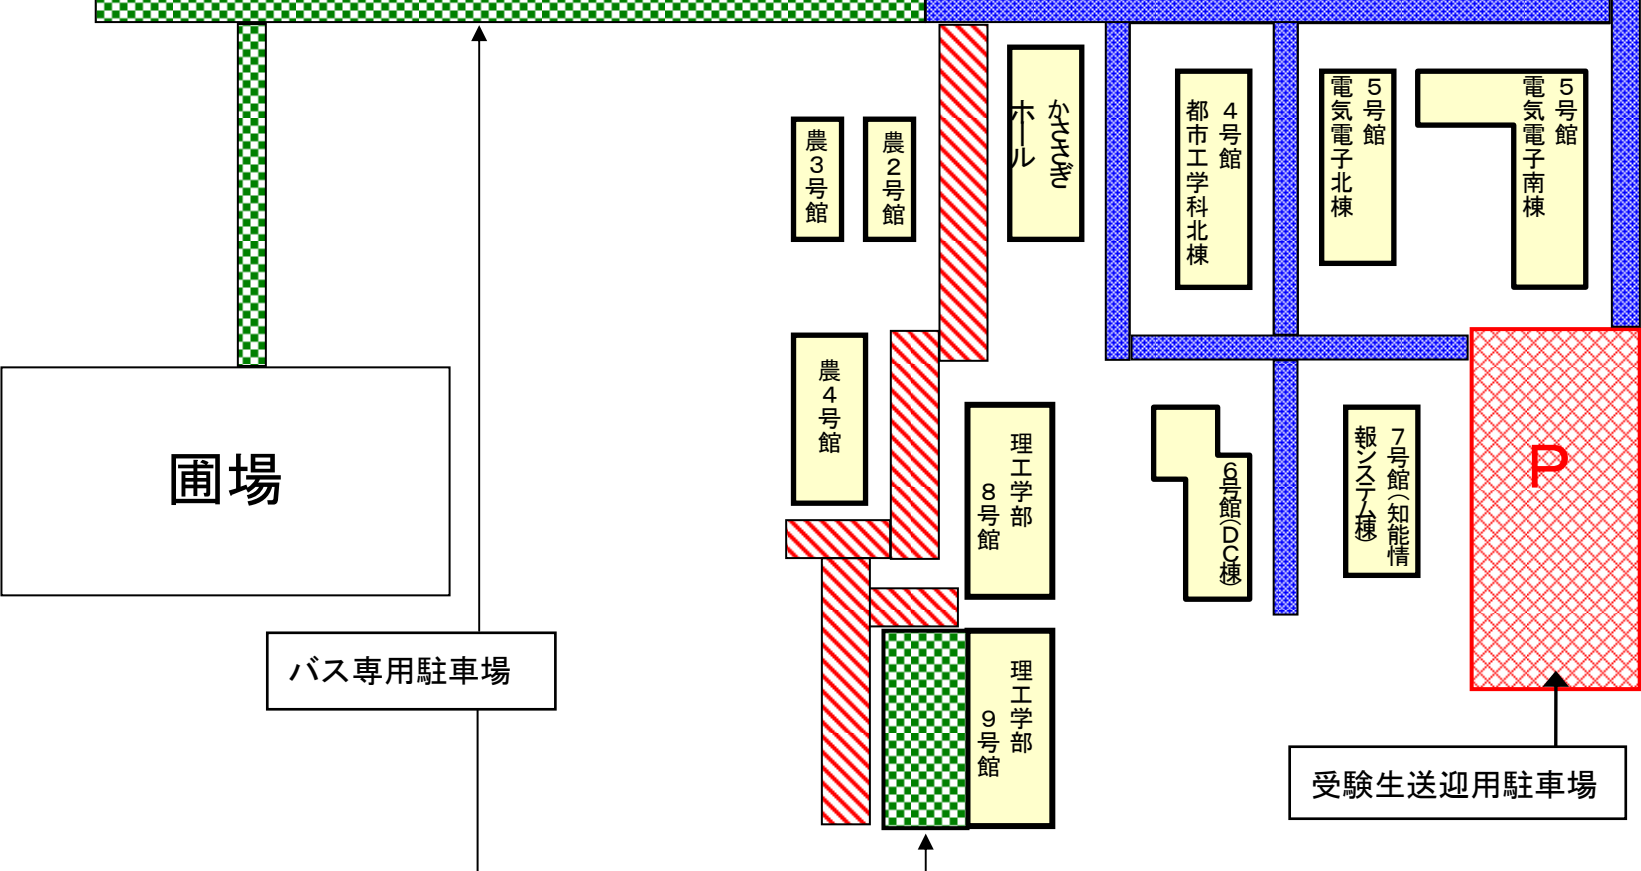 かささぎ
ホール
4号館
都市工学科北棟
5号館
電気電子北棟
5号館
電気電子南棟
農3号館
農2号館
農4号館
理工学部
8号館
6号館(DC棟)
7号館(知能情
報システム棟)
P
圃場
バス専用駐車場
理工学部
9号館
受験生送迎用駐車場